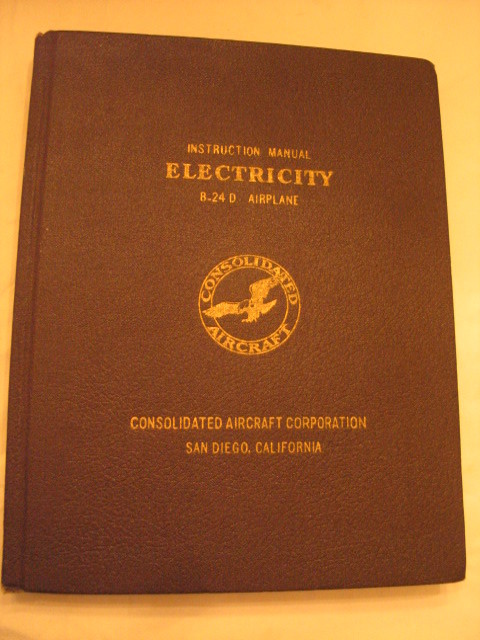 INSTRUCTION MANUAL
ELECTRICITY
B-24 D AIRPLANE
CONSOLIDATED
AIRCRAFT
CONSOLIDATED AIRCRAFT CORPORATION
SAN DIEGO, CALIFORNIA